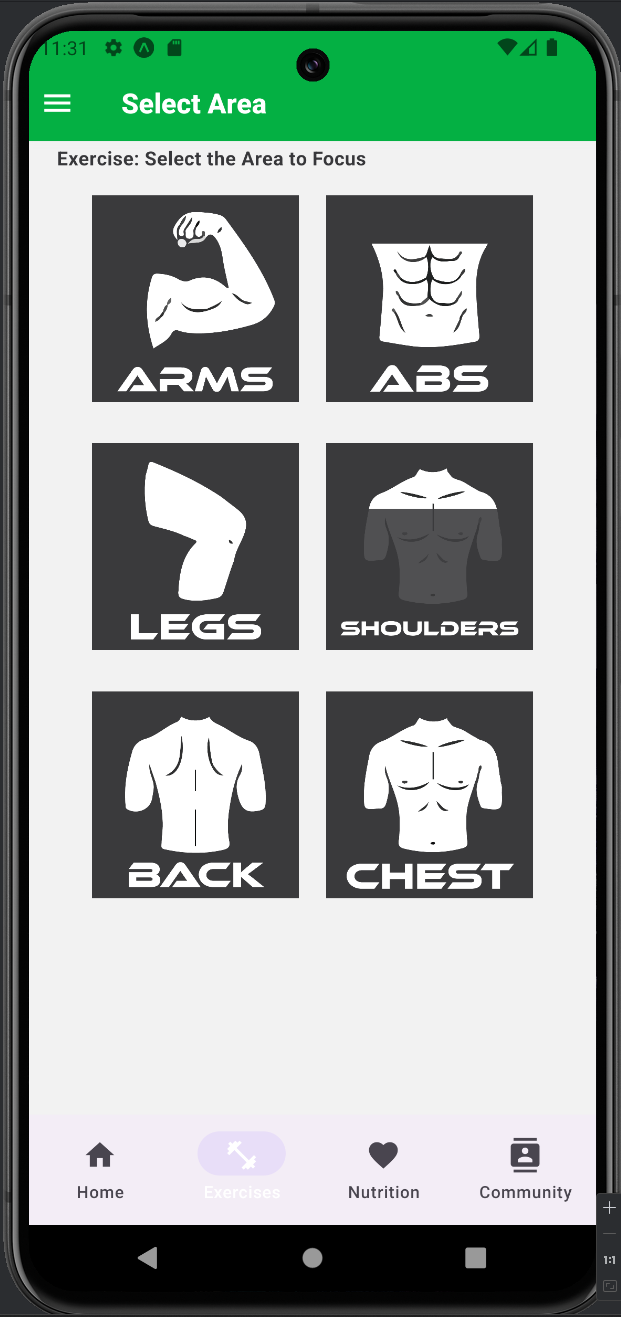 11:31
Select Area
Exercise: Select the Area to Focus
ARMS
ABS
LEGS
SHOULDERS
BACK
CHEST
Home
Exercises
Nutrition
Community
1:1